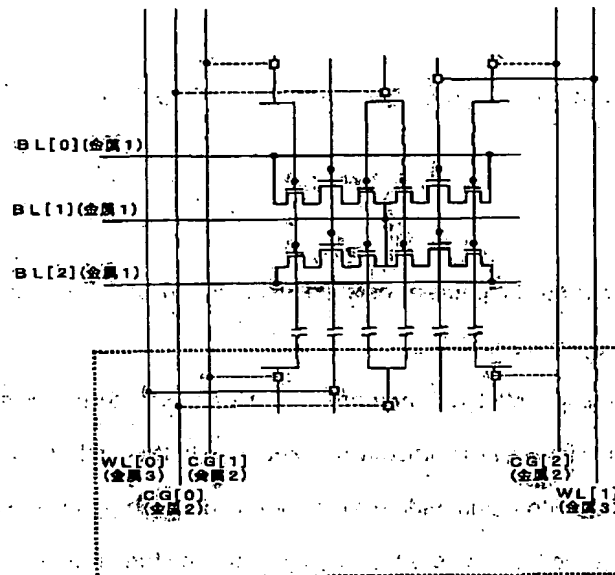 BL[0](金属1)
BL[1](金属1)
BL[2](金属1)
WL[0] CG[1] CG[2]
(金属3) (金属2) (金属2)
CG[0] WL[1]
(金属2) (金属3)